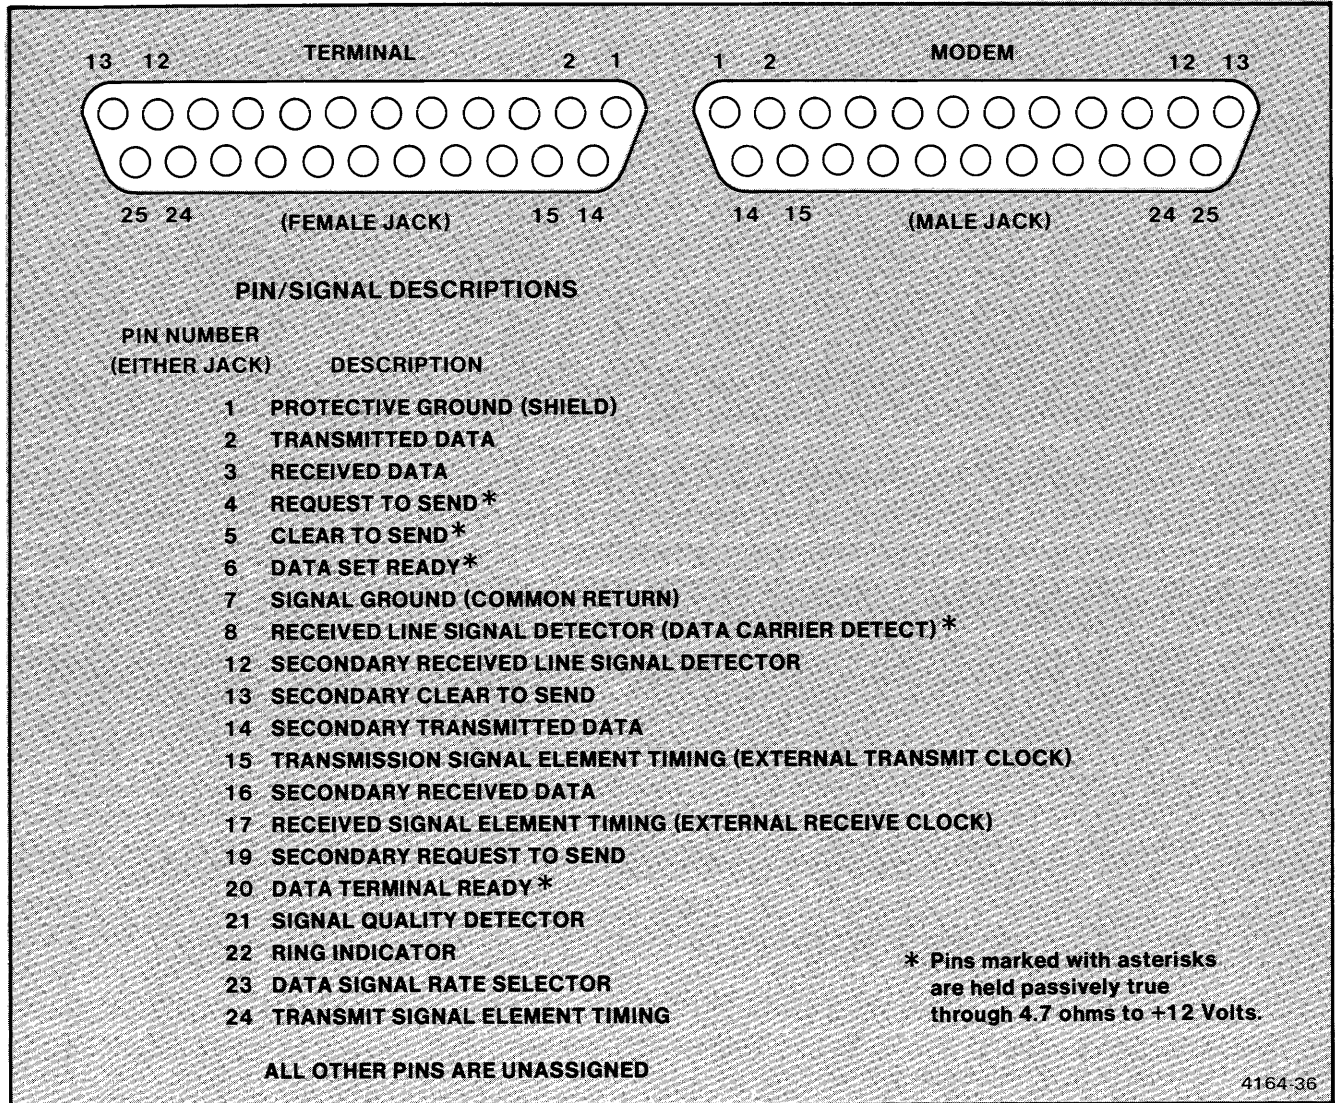 TERMINAL MODEM
13 12 2 1 1 2 12 13
25 24 (FEMALE JACK) 15 14 14 15 (MALE JACK) 24 25
PIN/SIGNAL DESCRIPTIONS
PIN NUMBER
(EITHER JACK) DESCRIPTION
1 PROTECTIVE GROUND (SHIELD)
2 TRANSMITTED DATA
3 RECEIVED DATA
4 REQUEST TO SEND*
5 CLEAR TO SEND*
6 DATA SET READY*
7 SIGNAL GROUND (COMMON RETURN)
8 RECEIVED LINE SIGNAL DETECTOR (DATA CARRIER DETECT)*
12 SECONDARY RECEIVED LINE SIGNAL DETECTOR
13 SECONDARY CLEAR TO SEND
14 SECONDARY TRANSMITTED DATA
15 TRANSMISSION SIGNAL ELEMENT TIMING (EXTERNAL TRANSMIT CLOCK)
16 SECONDARY RECEIVED DATA
17 RECEIVED SIGNAL ELEMENT TIMING (EXTERNAL RECEIVE CLOCK)
19 SECONDARY REQUEST TO SEND
20 DATA TERMINAL READY*
21 SIGNAL QUALITY DETECTOR
22 RING INDICATOR
23 DATA SIGNAL RATE SELECTOR
24 TRANSMIT SIGNAL ELEMENT TIMING
* Pins marked with asterisks
are held passively true
through 4.7 ohms to +12 Volts.
ALL OTHER PINS ARE UNASSIGNED
4164-36